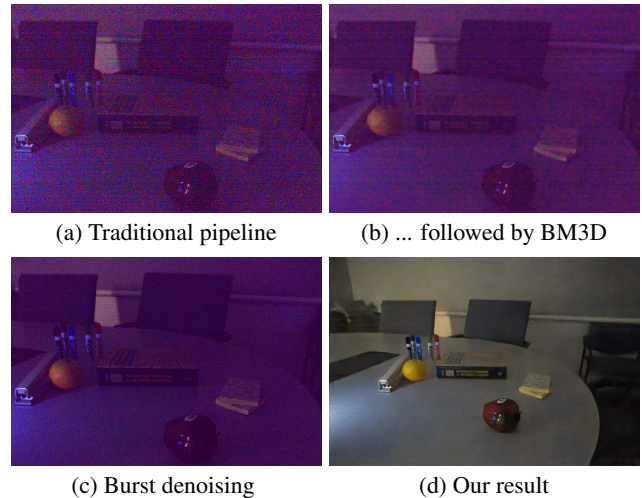 (a) Traditional pipeline
(b) ... followed by BM3D
(c) Burst denoising
(d) Our result